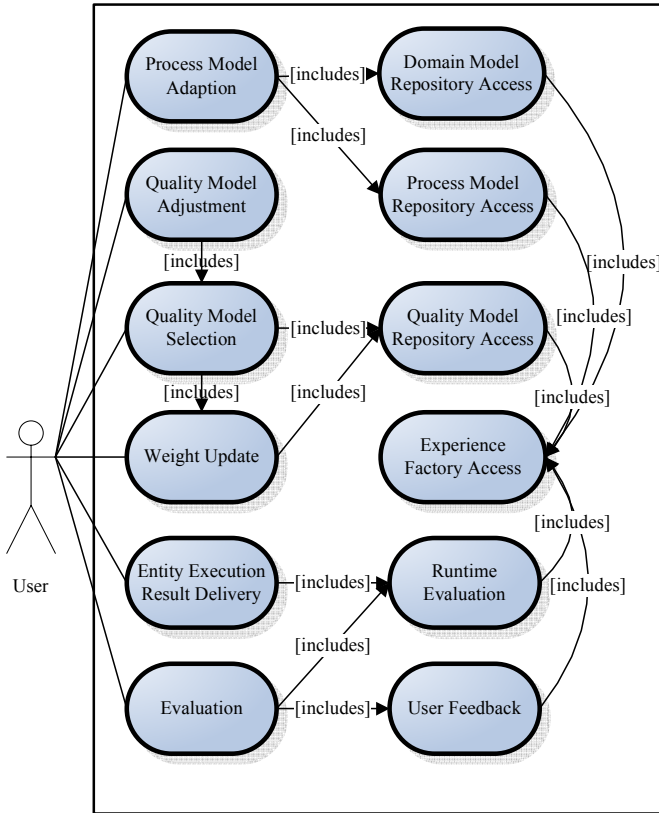 Process Model
Adaption
[includes]
Domain Model
Repository Access
[includes]
Quality Model
Adjustment
Process Model
Repository Access
[includes]
[includes]
[includes]
Quality Model
Selection
[includes]
Quality Model
Repository Access
[includes]
[includes]
[includes]
Weight Update
Experience
Factory Access
[includes]
User
Entity Execution
Result Delivery
[includes]
Runtime
Evaluation
[includes]
[includes]
Evaluation
[includes]
User Feedback